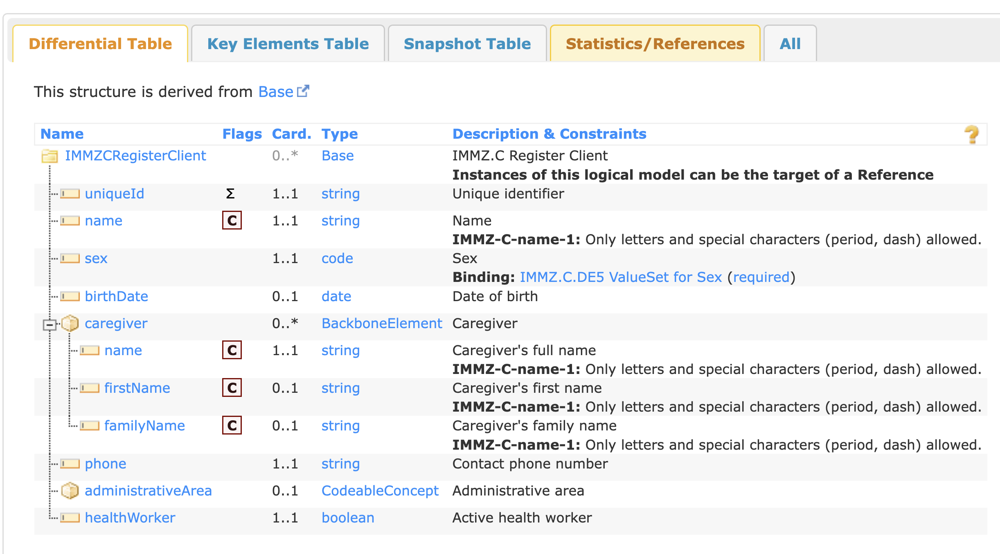 Differential Table Key Elements Table Snapshot Table Statistics/References All
This structure is derived from Base
Name Flags Card. Type Description & Constraints ?
IMMZCRegisterClient 0..* Base IMMZ.C Register Client
Instances of this logical model can be the target of a Reference
uniqueId Σ 1..1 string Unique identifier
name C 1..1 string Name
IMMZ-C-name-1: Only letters and special characters (period, dash) allowed.
sex 1..1 code Sex
Binding: IMMZ.C.DE5 ValueSet for Sex (required)
birthDate 0..1 date Date of birth
caregiver 0..* BackboneElement Caregiver
name C 1..1 string Caregiver's full name
IMMZ-C-name-1: Only letters and special characters (period, dash) allowed.
firstName C 0..1 string Caregiver's first name
IMMZ-C-name-1: Only letters and special characters (period, dash) allowed.
familyName C 0..1 string Caregiver's family name
IMMZ-C-name-1: Only letters and special characters (period, dash) allowed.
phone 1..1 string Contact phone number
administrativeArea 0..1 CodeableConcept Administrative area
healthWorker 1..1 boolean Active health worker